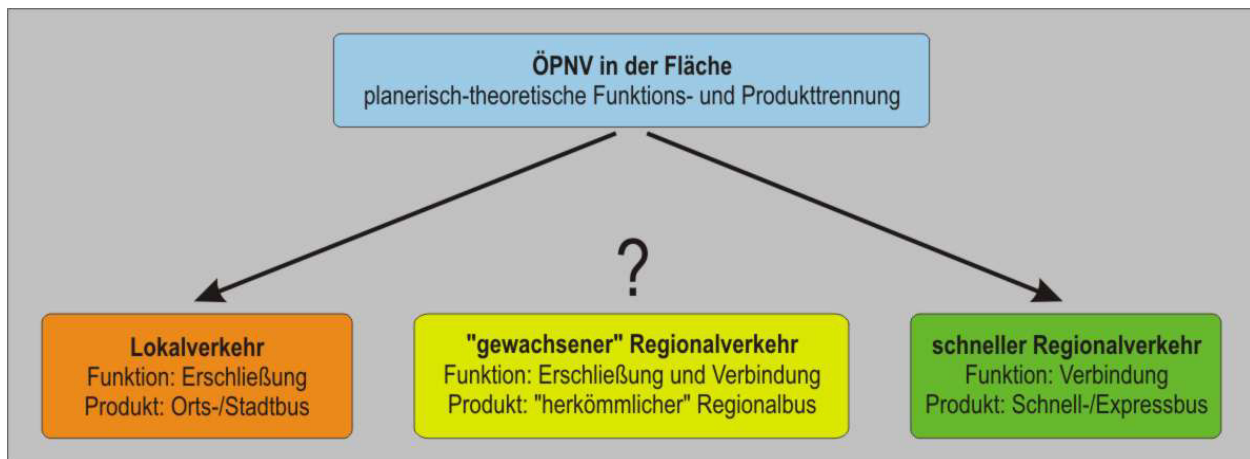 ÖPNV in der Fläche
planerisch-theoretische Funktions- und Produkttrennung
?
Lokalverkehr
Funktion: Erschließung
Produkt: Orts-/Stadtbus
"gewachsener" Regionalverkehr
Funktion: Erschließung und Verbindung
Produkt: "herkömmlicher" Regionalbus
schneller Regionalverkehr
Funktion: Verbindung
Produkt: Schnell-/Expressbus